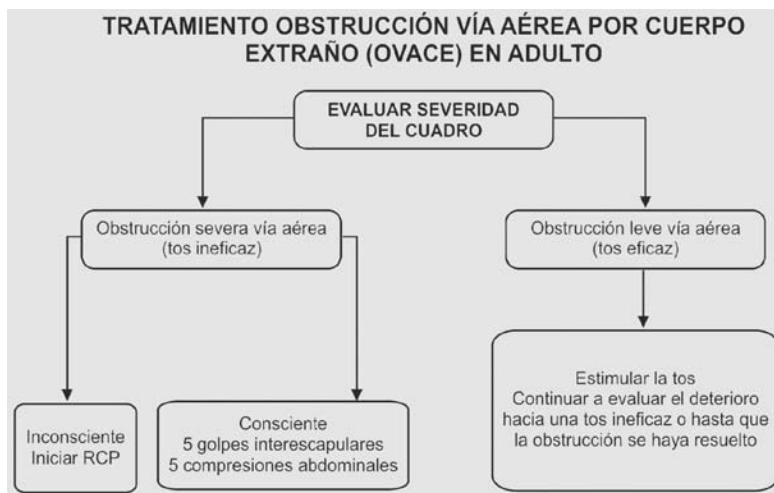 TRATAMIENTO OBSTRUCCIÓN VÍA AÉREA POR CUERPO
EXTRAÑO (OVACE) EN ADULTO
EVALUAR SEVERIDAD
DEL CUADRO
Obstrucción severa vía aérea
(tos ineficaz)
Obstrucción leve vía aérea
(tos eficaz)
Inconsciente
Iniciar RCP
Consciente
5 golpes interescapulares
5 compresiones abdominales
Estimular la tos
Continuar a evaluar el deterioro
hacia una tos ineficaz o hasta que
la obstrucción se haya resuelto